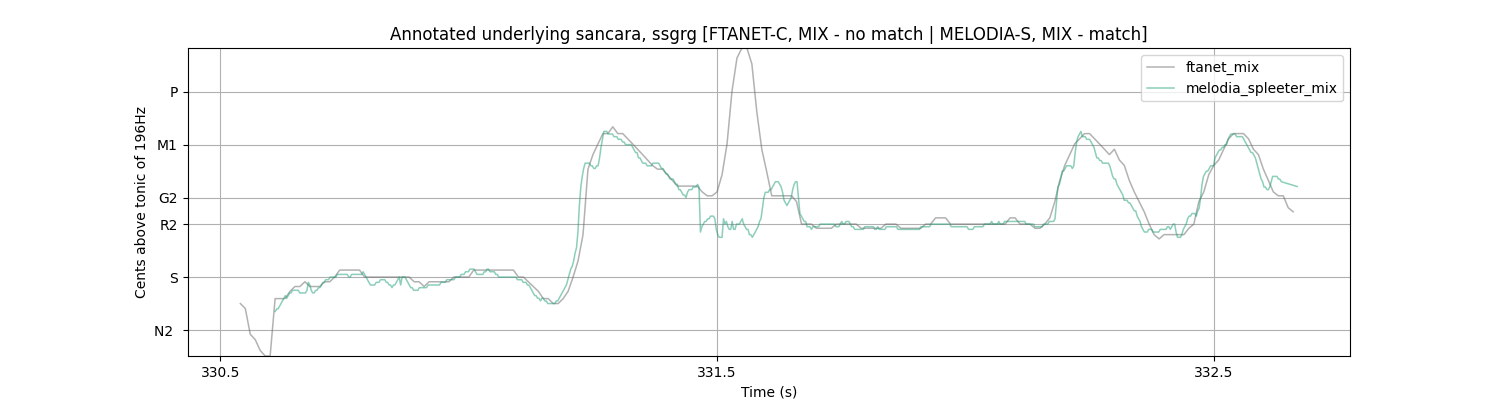 Annotated underlying sancara, ssgrg [FTANET-C, MIX - no match | MELODIA-S, MIX - match]
ftanet_mix
melodia_spleeter_mix
Cents above tonic of 196Hz
P
M1
G2
R2
S
N2
330.5
331.5
332.5
Time (s)